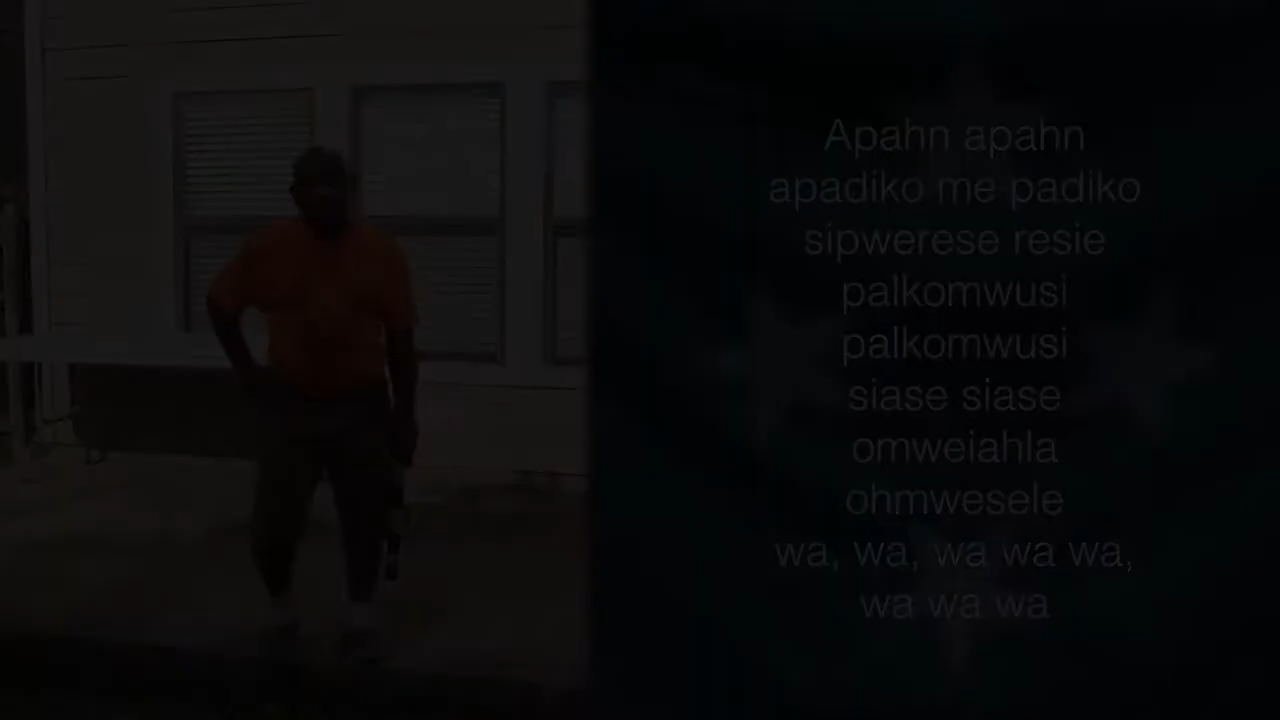 Apahn apahn
apadiko me padiko
sipwerese resie
palkomwusi
palkomwusi
siase siase
omweiahla
ohmwesele
wa, wa, wa wa wa,
wa wa wa